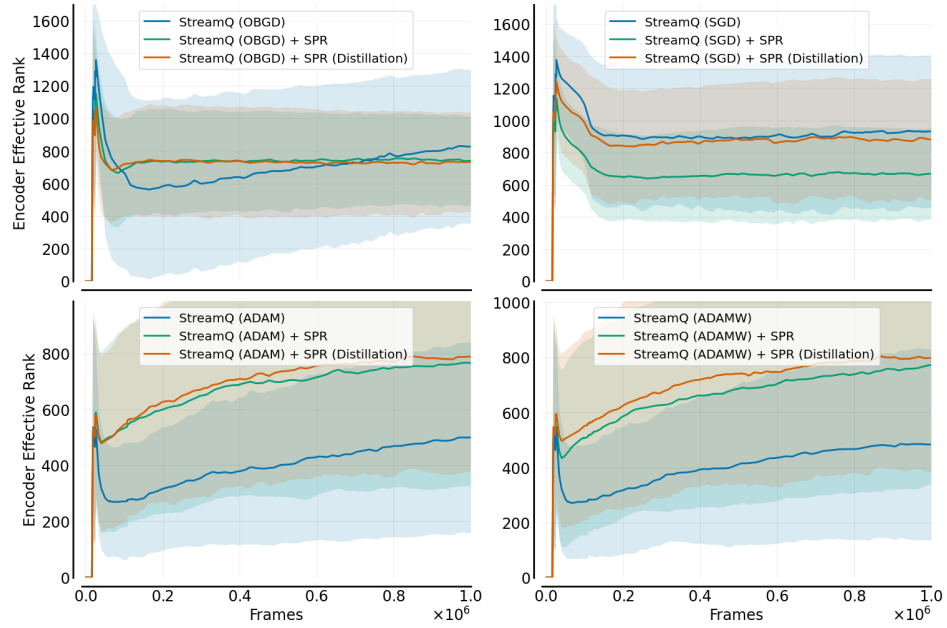 1600
1400
1200
1000
800
600
400
200
0
Encoder Effective Rank
StreamQ (OBGD)
StreamQ (OBGD) + SPR
StreamQ (OBGD) + SPR (Distillation)
1600
1400
1200
1000
800
600
400
200
0
StreamQ (SGD)
StreamQ (SGD) + SPR
StreamQ (SGD) + SPR (Distillation)
800
600
400
200
0
Encoder Effective Rank
StreamQ (ADAM)
StreamQ (ADAM) + SPR
StreamQ (ADAM) + SPR (Distillation)
0.0 0.2 0.4 0.6 0.8 1.0
Frames ×10⁶
1000
800
600
400
200
0
StreamQ (ADAMW)
StreamQ (ADAMW) + SPR
StreamQ (ADAMW) + SPR (Distillation)
0.0 0.2 0.4 0.6 0.8 1.0
Frames ×10⁶